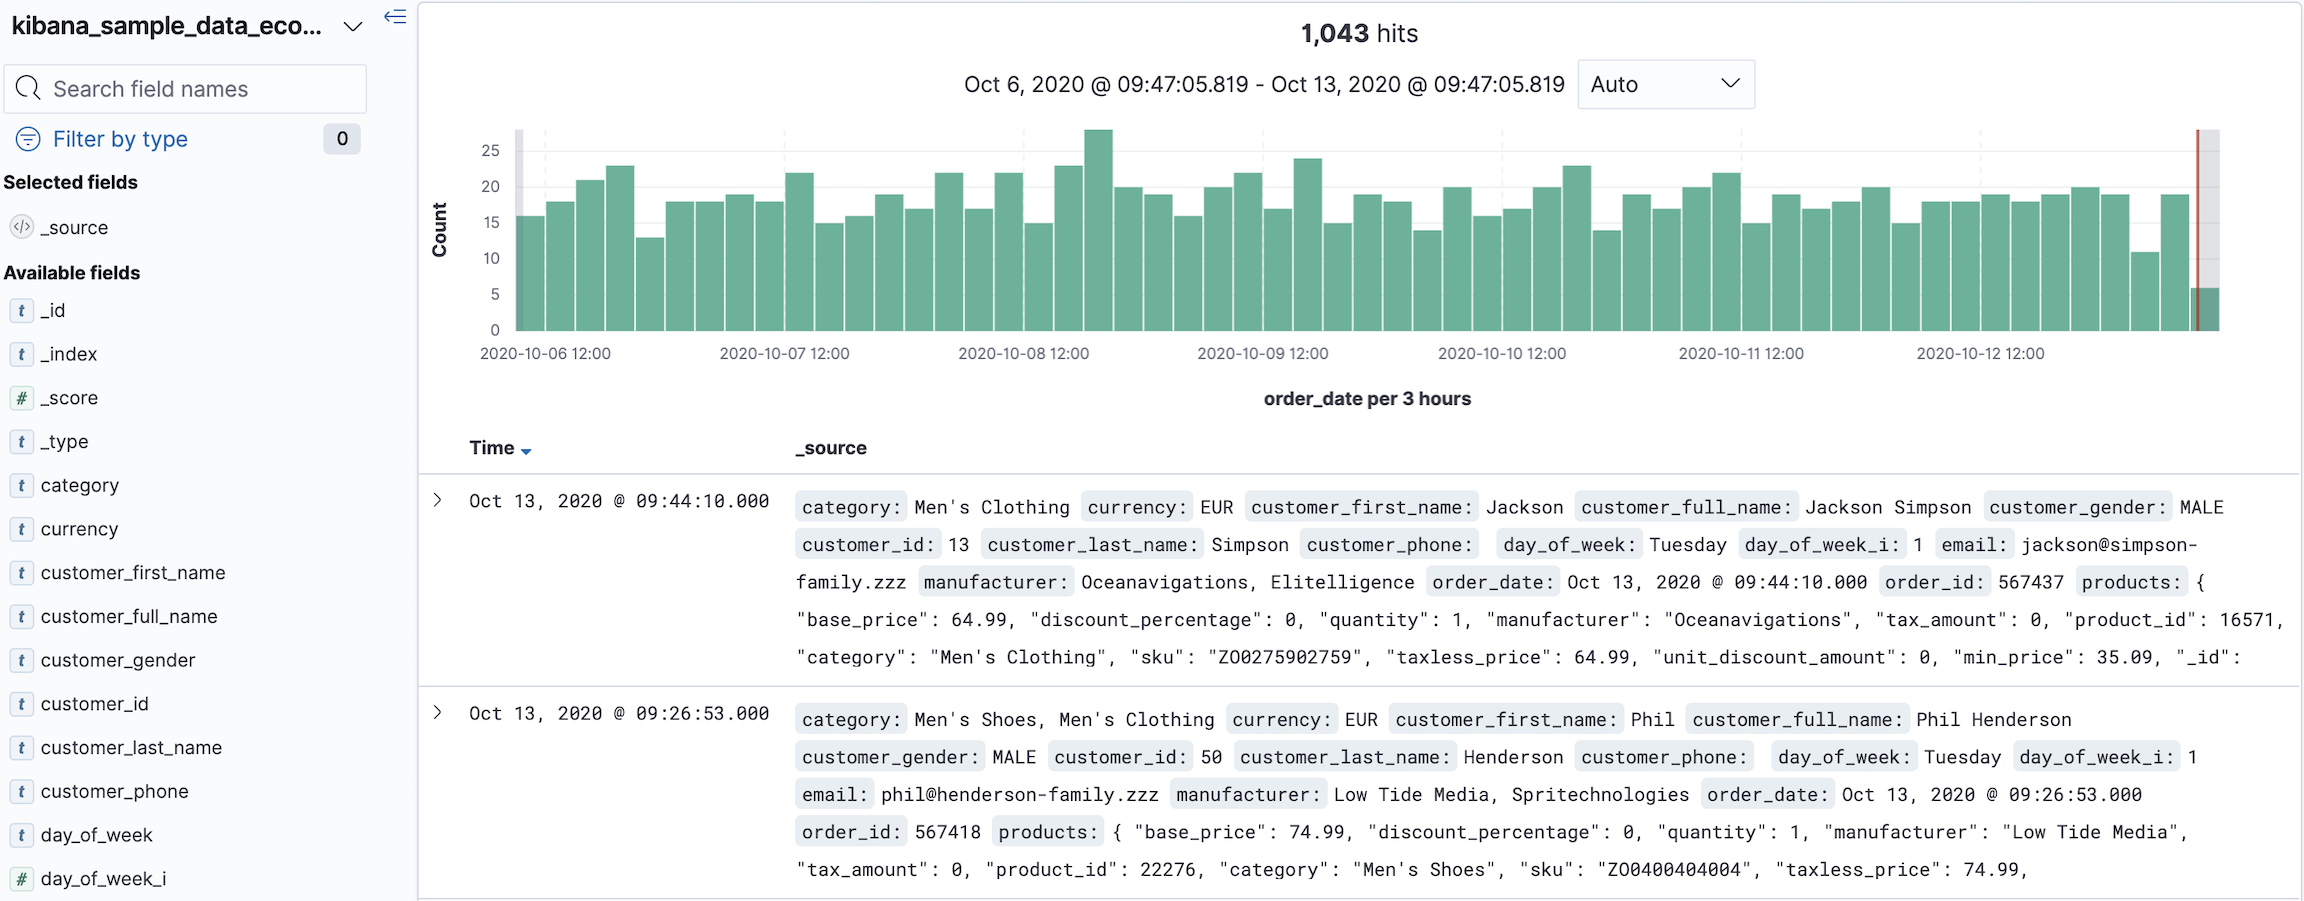 kibana_sample_data_eco...
Search field names
Filter by type 0
Selected fields
_source
Available fields
t _id
t _index
# _score
t _type
t category
t currency
t customer_first_name
t customer_full_name
t customer_gender
t customer_id
t customer_last_name
t customer_phone
t day_of_week
# day_of_week_i
1,043 hits
Oct 6, 2020 @ 09:47:05.819 - Oct 13, 2020 @ 09:47:05.819 Auto
Count
25
20
15
10
5
0
2020-10-06 12:00 2020-10-07 12:00 2020-10-08 12:00 2020-10-09 12:00 2020-10-10 12:00 2020-10-11 12:00 2020-10-12 12:00
order_date per 3 hours
Time _source
Oct 13, 2020 @ 09:44:10.000
category: Men's Clothing currency: EUR customer_first_name: Jackson customer_full_name: Jackson Simpson customer_gender: MALE
customer_id: 13 customer_last_name: Simpson customer_phone: day_of_week: Tuesday day_of_week_i: 1 email: jackson@simpson-
family.zzz manufacturer: Oceanavigations, Elitelligence order_date: Oct 13, 2020 @ 09:44:10.000 order_id: 567437 products: {
"base_price": 64.99, "discount_percentage": 0, "quantity": 1, "manufacturer": "Oceanavigations", "tax_amount": 0, "product_id": 16571,
"category": "Men's Clothing", "sku": "ZO0275902759", "taxless_price": 64.99, "unit_discount_amount": 0, "min_price": 35.09, "_id":
Oct 13, 2020 @ 09:26:53.000
category: Men's Shoes, Men's Clothing currency: EUR customer_first_name: Phil customer_full_name: Phil Henderson
customer_gender: MALE customer_id: 50 customer_last_name: Henderson customer_phone: day_of_week: Tuesday day_of_week_i: 1
email: phil@henderson-family.zzz manufacturer: Low Tide Media, Spritechnologies order_date: Oct 13, 2020 @ 09:26:53.000
order_id: 567418 products: { "base_price": 74.99, "discount_percentage": 0, "quantity": 1, "manufacturer": "Low Tide Media",
"tax_amount": 0, "product_id": 22276, "category": "Men's Shoes", "sku": "ZO0400404004", "taxless_price": 74.99,